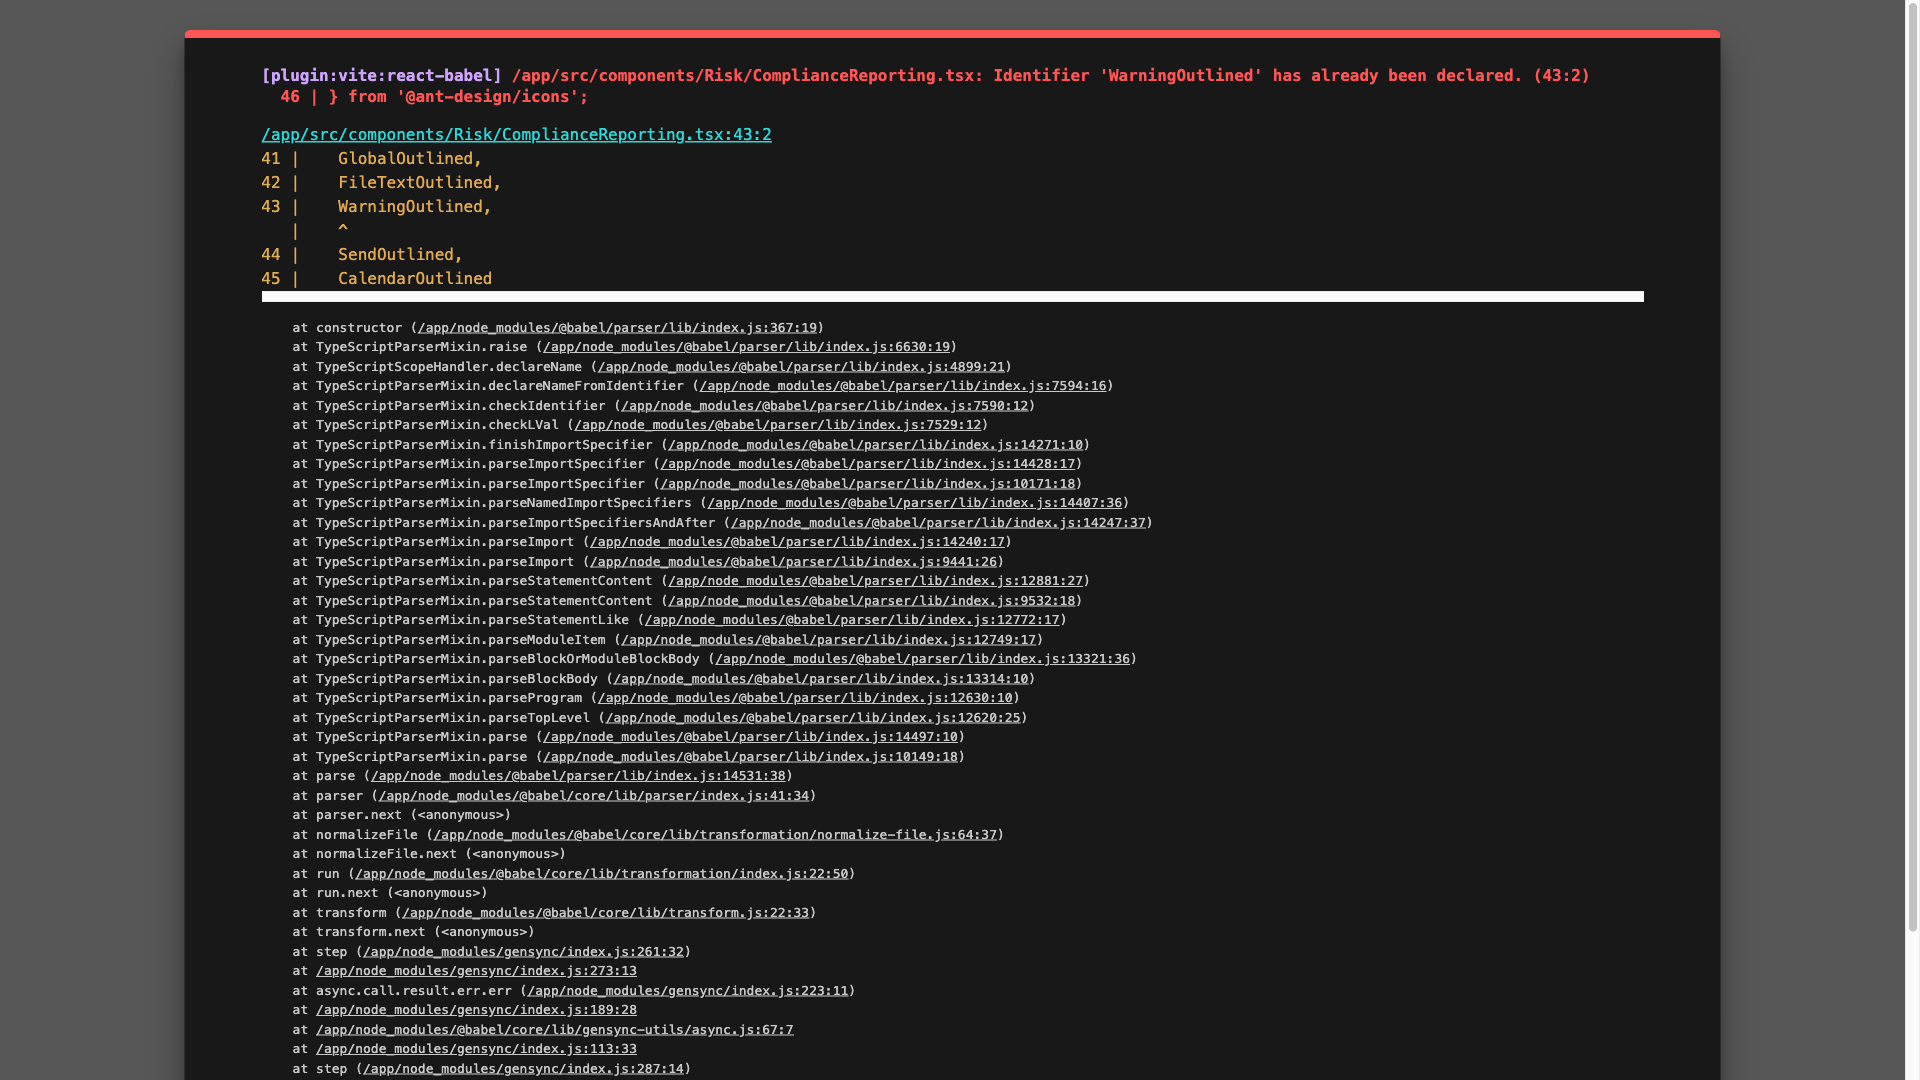 [plugin:vite:react-babel] /app/src/components/Risk/ComplianceReporting.tsx: Identifier 'WarningOutlined' has already been declared. (43:2)
46 | } from '@ant-design/icons';
/app/src/components/Risk/ComplianceReporting.tsx:43:2
41 |    GlobalOutlined,
42 |    FileTextOutlined,
43 |    WarningOutlined,
|    ^
44 |    SendOutlined,
45 |    CalendarOutlined
at constructor (/app/node_modules/@babel/parser/lib/index.js:367:19)
at TypeScriptParserMixin.raise (/app/node_modules/@babel/parser/lib/index.js:6630:19)
at TypeScriptScopeHandler.declareName (/app/node_modules/@babel/parser/lib/index.js:4899:21)
at TypeScriptParserMixin.declareNameFromIdentifier (/app/node_modules/@babel/parser/lib/index.js:7594:16)
at TypeScriptParserMixin.checkIdentifier (/app/node_modules/@babel/parser/lib/index.js:7590:12)
at TypeScriptParserMixin.checkLVal (/app/node_modules/@babel/parser/lib/index.js:7529:12)
at TypeScriptParserMixin.finishImportSpecifier (/app/node_modules/@babel/parser/lib/index.js:14271:10)
at TypeScriptParserMixin.parseImportSpecifier (/app/node_modules/@babel/parser/lib/index.js:14428:17)
at TypeScriptParserMixin.parseImportSpecifier (/app/node_modules/@babel/parser/lib/index.js:10171:18)
at TypeScriptParserMixin.parseNamedImportSpecifiers (/app/node_modules/@babel/parser/lib/index.js:14407:36)
at TypeScriptParserMixin.parseImportSpecifiersAndAfter (/app/node_modules/@babel/parser/lib/index.js:14247:37)
at TypeScriptParserMixin.parseImport (/app/node_modules/@babel/parser/lib/index.js:14240:17)
at TypeScriptParserMixin.parseImport (/app/node_modules/@babel/parser/lib/index.js:9441:26)
at TypeScriptParserMixin.parseStatementContent (/app/node_modules/@babel/parser/lib/index.js:12881:27)
at TypeScriptParserMixin.parseStatementContent (/app/node_modules/@babel/parser/lib/index.js:9532:18)
at TypeScriptParserMixin.parseStatementLike (/app/node_modules/@babel/parser/lib/index.js:12772:17)
at TypeScriptParserMixin.parseModuleItem (/app/node_modules/@babel/parser/lib/index.js:12749:17)
at TypeScriptParserMixin.parseBlockOrModuleBlockBody (/app/node_modules/@babel/parser/lib/index.js:13321:36)
at TypeScriptParserMixin.parseBlockBody (/app/node_modules/@babel/parser/lib/index.js:13314:10)
at TypeScriptParserMixin.parseProgram (/app/node_modules/@babel/parser/lib/index.js:12630:10)
at TypeScriptParserMixin.parseTopLevel (/app/node_modules/@babel/parser/lib/index.js:12620:25)
at TypeScriptParserMixin.parse (/app/node_modules/@babel/parser/lib/index.js:14497:10)
at TypeScriptParserMixin.parse (/app/node_modules/@babel/parser/lib/index.js:10149:18)
at parse (/app/node_modules/@babel/parser/lib/index.js:14531:38)
at parser (/app/node_modules/@babel/core/lib/parser/index.js:41:34)
at parser.next (<anonymous>)
at normalizeFile (/app/node_modules/@babel/core/lib/transformation/normalize-file.js:64:37)
at normalizeFile.next (<anonymous>)
at run (/app/node_modules/@babel/core/lib/transformation/index.js:22:50)
at run.next (<anonymous>)
at transform (/app/node_modules/@babel/core/lib/transform.js:22:33)
at transform.next (<anonymous>)
at step (/app/node_modules/gensync/index.js:261:32)
at /app/node_modules/gensync/index.js:273:13
at async.call.result.err.err (/app/node_modules/gensync/index.js:223:11)
at /app/node_modules/gensync/index.js:189:28
at /app/node_modules/@babel/core/lib/gensync-utils/async.js:67:7
at /app/node_modules/gensync/index.js:113:33
at step (/app/node_modules/gensync/index.js:287:14)